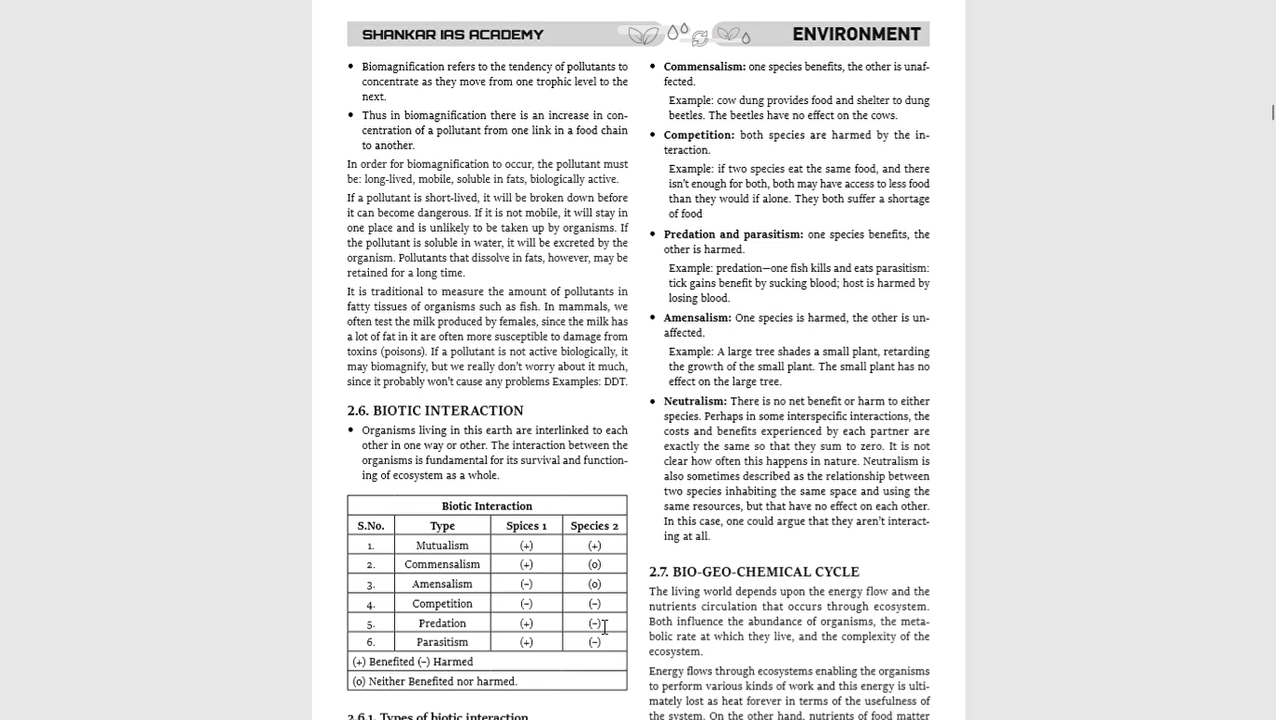 SHANKAR IAS ACADEMY
ENVIRONMENT
• Biomagnification refers to the tendency of pollutants to
concentrate as they move from one trophic level to the
next.
• Thus in biomagnification there is an increase in con-
centration of a pollutant from one link in a food chain
to another.
In order for biomagnification to occur, the pollutant must
be: long-lived, mobile, soluble in fats, biologically active.
If a pollutant is short-lived, it will be broken down before
it can become dangerous. If it is not mobile, it will stay in
one place and is unlikely to be taken up by organisms. If
the pollutant is soluble in water, it will be excreted by the
organism. Pollutants that dissolve in fats, however, may be
retained for a long time.
It is traditional to measure the amount of pollutants in
fatty tissues of organisms such as fish. In mammals, we
often test the milk produced by females, since the milk has
a lot of fat in it are often more susceptible to damage from
toxins (poisons). If a pollutant is not active biologically, it
may biomagnify, but we really don't worry about it much,
since it probably won't cause any problems Examples: DDT.
2.6. BIOTIC INTERACTION
• Organisms living in this earth are interlinked to each
other in one way or other. The interaction between the
organisms is fundamental for its survival and function-
ing of ecosystem as a whole.
Biotic Interaction
S.No. Type Spices 1 Species 2
1. Mutualism (+) (+)
2. Commensalism (+) (0)
3. Amensalism (–) (0)
4. Competition (–) (–)
5. Predation (+) (–)
6. Parasitism (+) (–)
(+) Benefited (–) Harmed
(0) Neither Benefited nor harmed.
2.6.1. Types of biotic interaction
• Commensalism: one species benefits, the other is unaf-
fected.
Example: cow dung provides food and shelter to dung
beetles. The beetles have no effect on the cows.
• Competition: both species are harmed by the in-
teraction.
Example: if two species eat the same food, and there
isn't enough for both, both may have access to less food
than they would if alone. They both suffer a shortage
of food
• Predation and parasitism: one species benefits, the
other is harmed.
Example: predation—one fish kills and eats parasitism:
tick gains benefit by sucking blood; host is harmed by
losing blood.
• Amensalism: One species is harmed, the other is un-
affected.
Example: A large tree shades a small plant, retarding
the growth of the small plant. The small plant has no
effect on the large tree.
• Neutralism: There is no net benefit or harm to either
species. Perhaps in some interspecific interactions, the
costs and benefits experienced by each partner are
exactly the same so that they sum to zero. It is not
clear how often this happens in nature. Neutralism is
also sometimes described as the relationship between
two species inhabiting the same space and using the
same resources, but that have no effect on each other.
In this case, one could argue that they aren't interact-
ing at all.
2.7. BIO-GEO-CHEMICAL CYCLE
The living world depends upon the energy flow and the
nutrients circulation that occurs through ecosystem.
Both influence the abundance of organisms, the meta-
bolic rate at which they live, and the complexity of the
ecosystem.
Energy flows through ecosystems enabling the organisms
to perform various kinds of work and this energy is ulti-
mately lost as heat forever in terms of the usefulness of
the system. On the other hand, nutrients of food matter